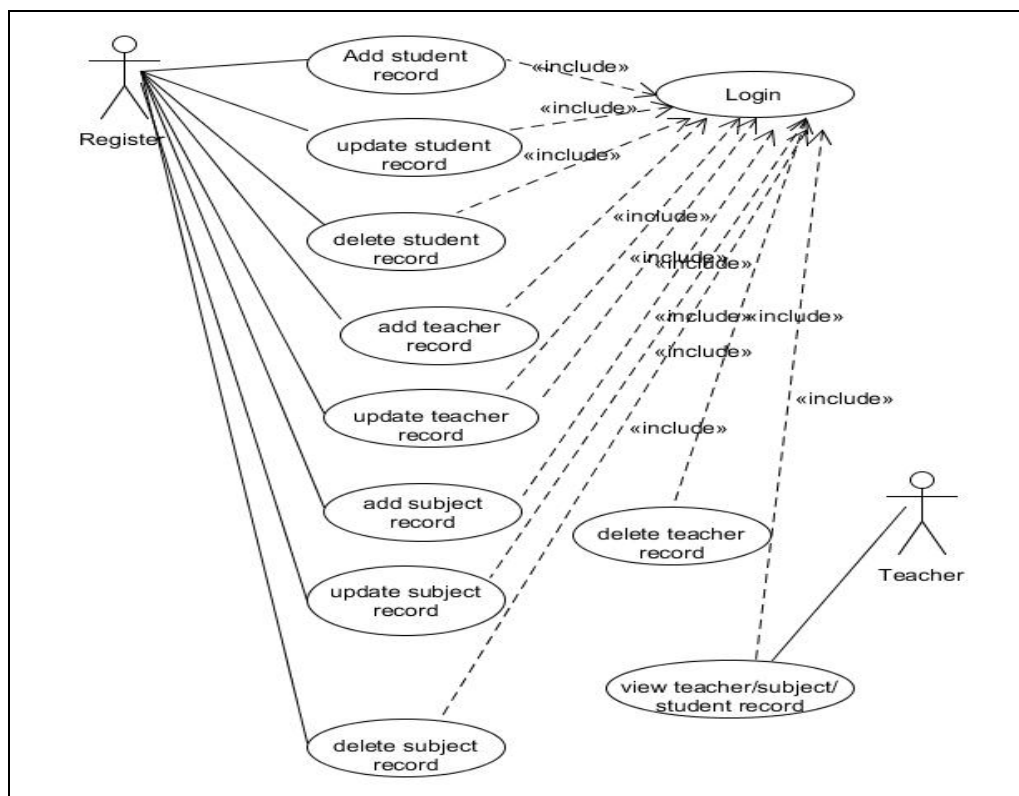 Add student
record
«include»
Login
Register
«include»
update student
record
«include»
delete student
record
«include»
«include»
«include»
add teacher
record
«include»
«include»
«include»
update teacher
record
«include»
«include»
add subject
record
delete teacher
record
Teacher
update subject
record
view teacher/subject/
student record
delete subject
record